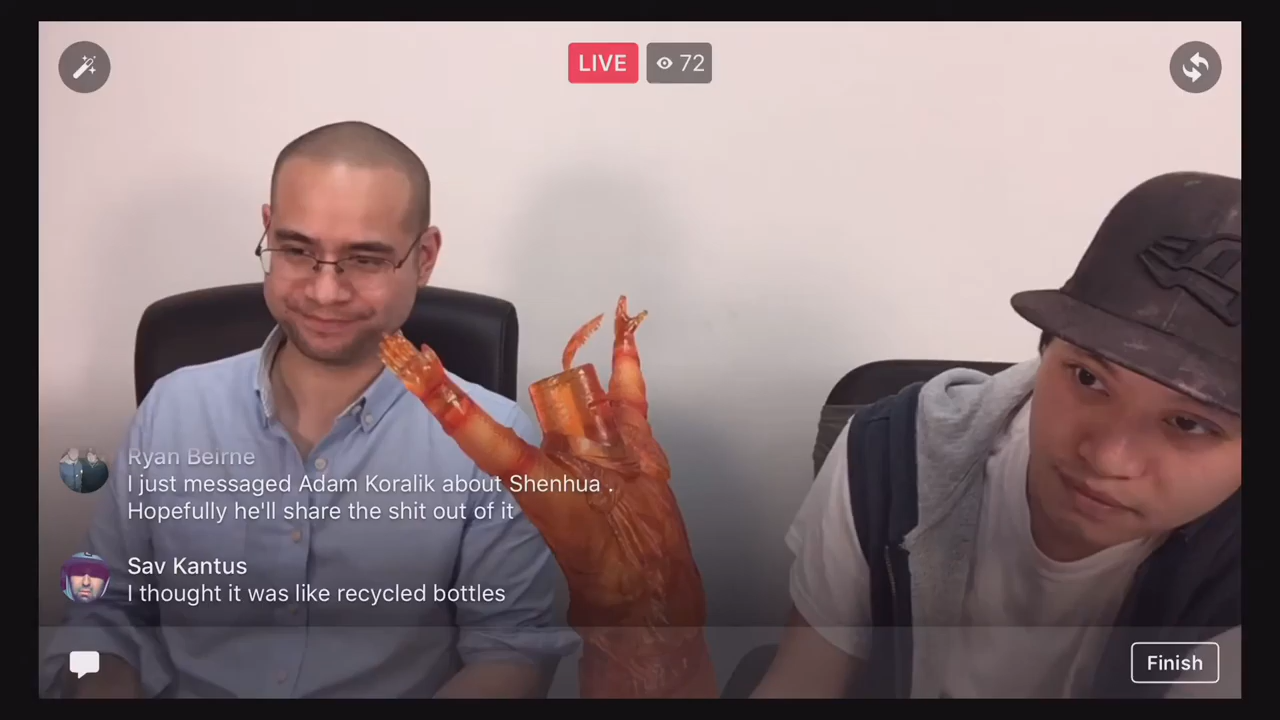 LIVE
72
Ryan Beirne
I just messaged Adam Koralik about Shenhua .
Hopefully he'll share the shit out of it
Sav Kantus
I thought it was like recycled bottles
Finish